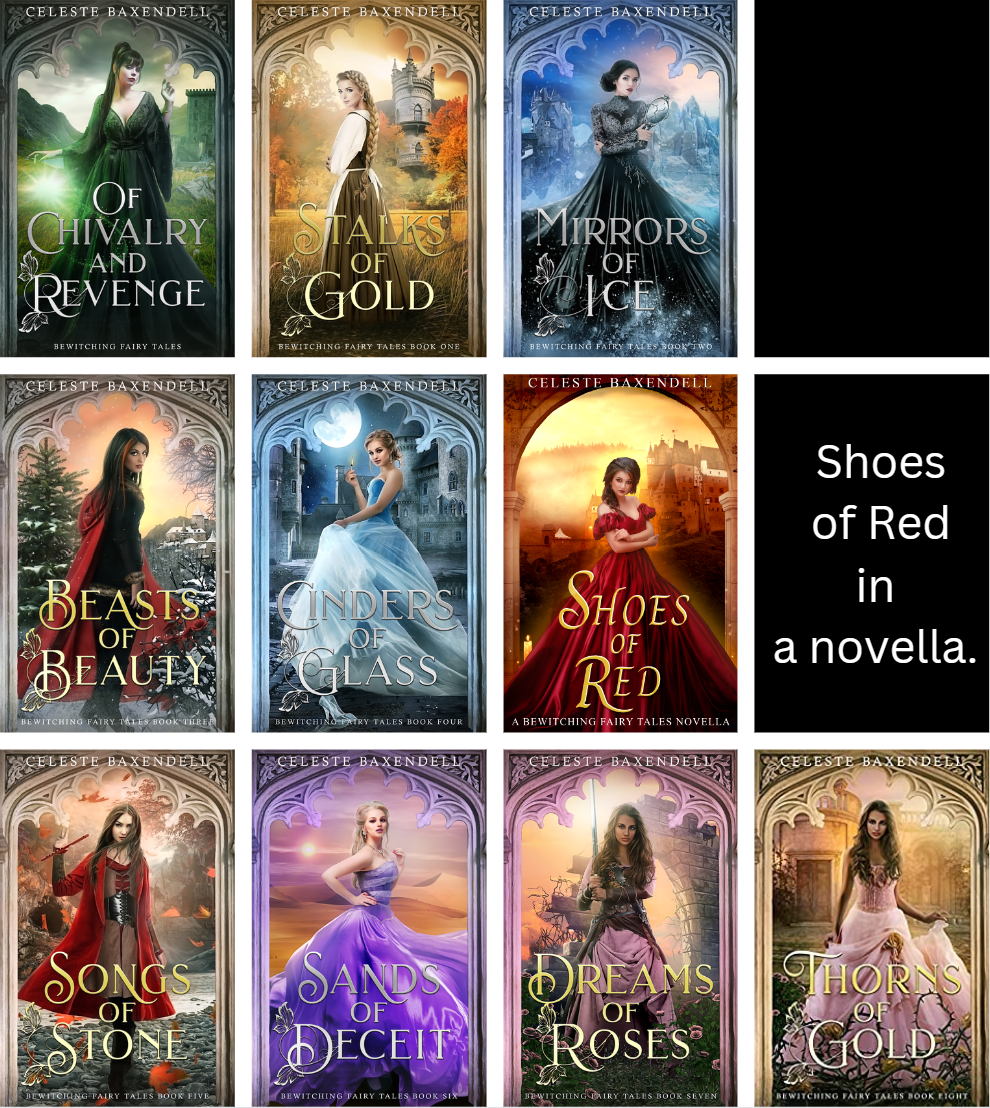 CELESTE BAXENDELL
OF
CHIVALRY
AND
REVENGE
BEWITCHING FAIRY TALES
CELESTE BAXENDELL
STALKS
OF
GOLD
BEWITCHING FAIRY TALES BOOK ONE
CELESTE BAXENDELL
MIRRORS
OF
ICE
BEWITCHING FAIRY TALES BOOK TWO
CELESTE BAXENDELL
BEASTS
OF
BEAUTY
BEWITCHING FAIRY TALES BOOK THREE
CELESTE BAXENDELL
CINDERS
OF
GLASS
BEWITCHING FAIRY TALES BOOK FOUR
CELESTE BAXENDELL
SHOES
OF
RED
A BEWITCHING FAIRY TALES NOVELLA
Shoes
of Red
in
a novella.
CELESTE BAXENDELL
SONGS
OF
STONE
BEWITCHING FAIRY TALES BOOK FIVE
CELESTE BAXENDELL
SANDS
OF
DECEIT
BEWITCHING FAIRY TALES BOOK SIX
CELESTE BAXENDELL
DREAMS
OF
ROSES
BEWITCHING FAIRY TALES BOOK SEVEN
CELESTE BAXENDELL
THORNS
OF
GOLD
BEWITCHING FAIRY TALES BOOK EIGHT